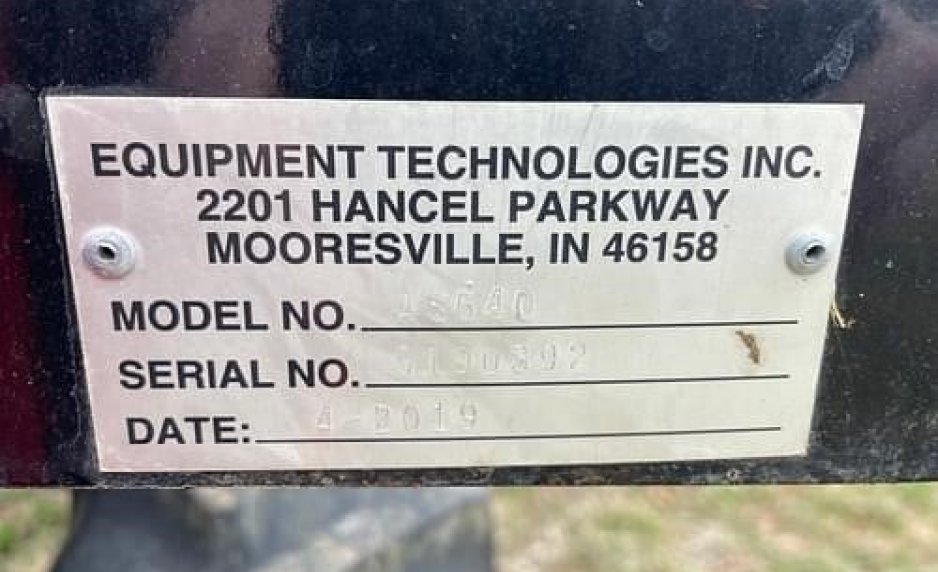 EQUIPMENT TECHNOLOGIES INC.
2201 HANCEL PARKWAY
MOORESVILLE, IN 46158
MODEL NO.
SERIAL NO.
DATE: 4-2019